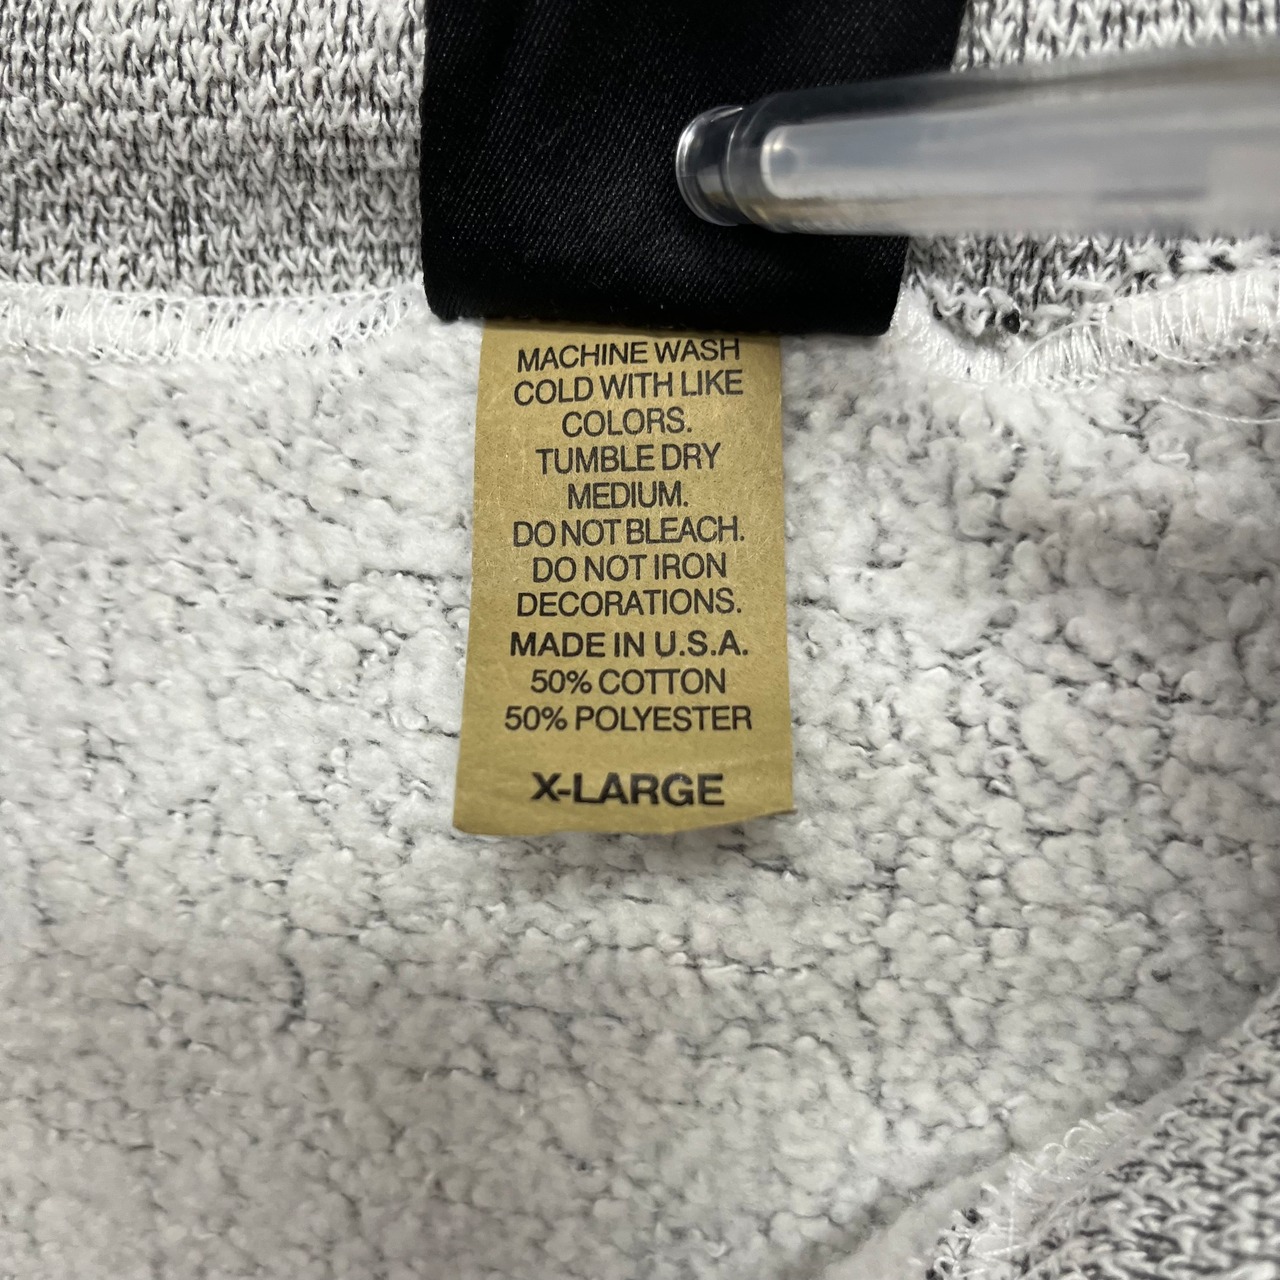 MACHINE WASH
COLD WITH LIKE
COLORS.
TUMBLE DRY
MEDIUM.
DO NOT BLEACH.
DO NOT IRON
DECORATIONS.
MADE IN U.S.A.
50% COTTON
50% POLYESTER
X-LARGE